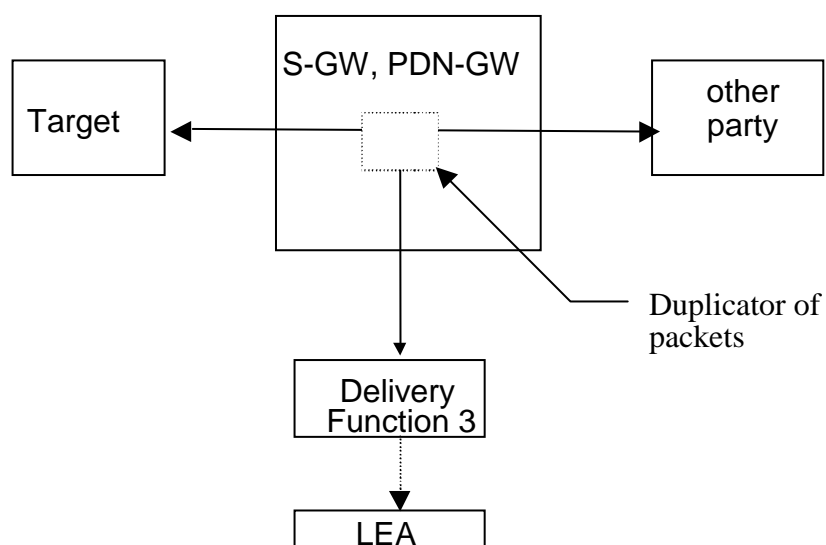 S-GW, PDN-GW
Target
other
party
Duplicator of
packets
Delivery
Function 3
LEA